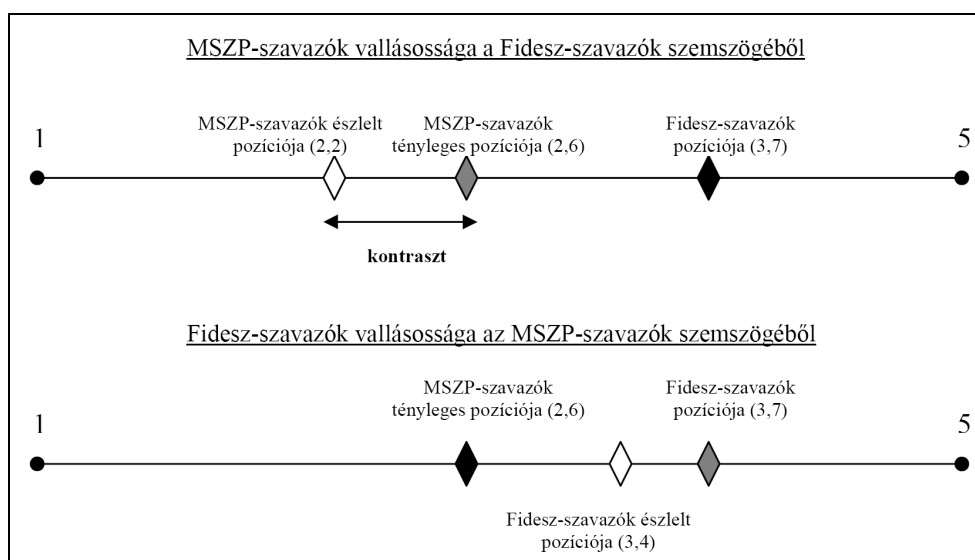 MSZP-szavazók vallásossága a Fidesz-szavazók szemszögéből
1
MSZP-szavazók észlelt
pozíciója (2,2)
MSZP-szavazók
tényleges pozíciója (2,6)
Fidesz-szavazók
pozíciója (3,7)
5
kontraszt
Fidesz-szavazók vallásossága az MSZP-szavazók szemszögéből
1
MSZP-szavazók
tényleges pozíciója (2,6)
Fidesz-szavazók
pozíciója (3,7)
5
Fidesz-szavazók észlelt
pozíciója (3,4)